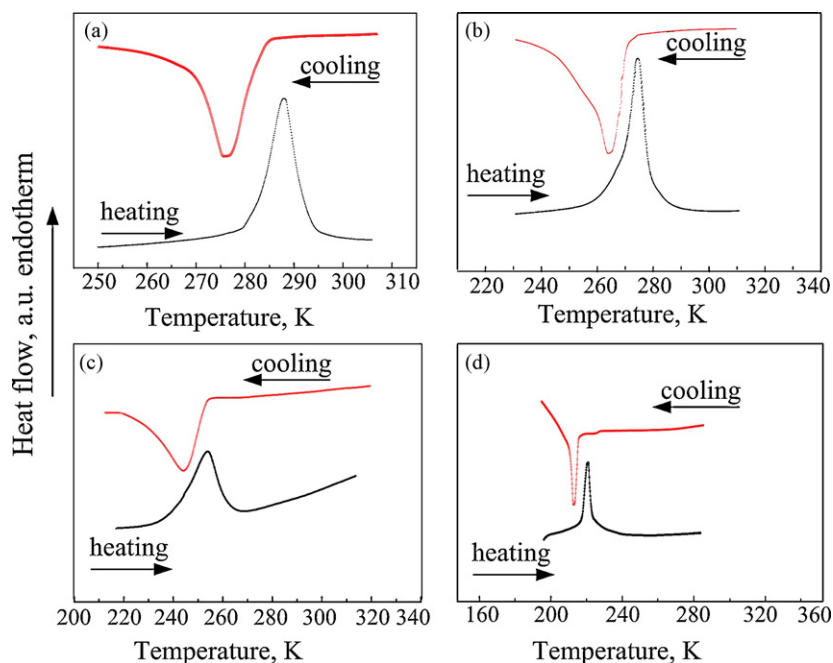 Heat flow, a.u. endotherm
(a)
cooling
heating
250 260 270 280 290 300 310
Temperature, K
(b)
cooling
heating
220 240 260 280 300 320 340
Temperature, K
(c)
cooling
heating
200 220 240 260 280 300 320 340
Temperature, K
(d)
cooling
heating
160 200 240 280 320 360
Temperature, K